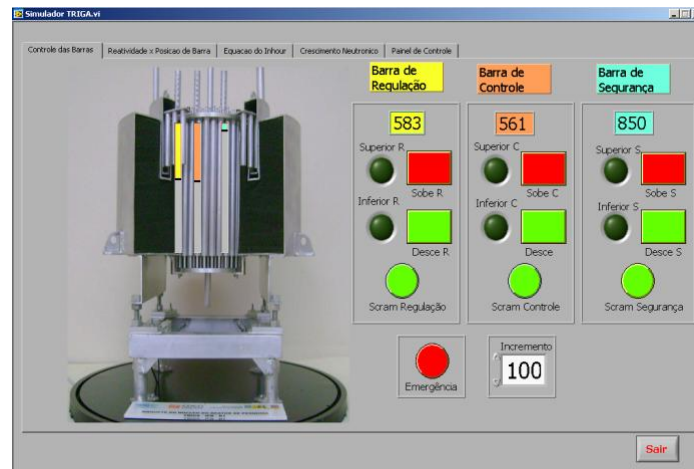 Simulador TRIGA.vi
Controle das Barras
Reatividade x Posicao de Barra
Equacao do Inhour
Crescimento Neutronico
Painel de Controle
Barra de
Regulação
Barra de
Controle
Barra de
Segurança
583
561
850
Superior R
Superior C
Superior S
Sobe R
Sobe C
Sobe S
Inferior R
Inferior C
Inferior S
Desce R
Desce
Desce S
Scram Regulação
Scram Controle
Scram Segurança
Emergência
Incremento
100
Sair